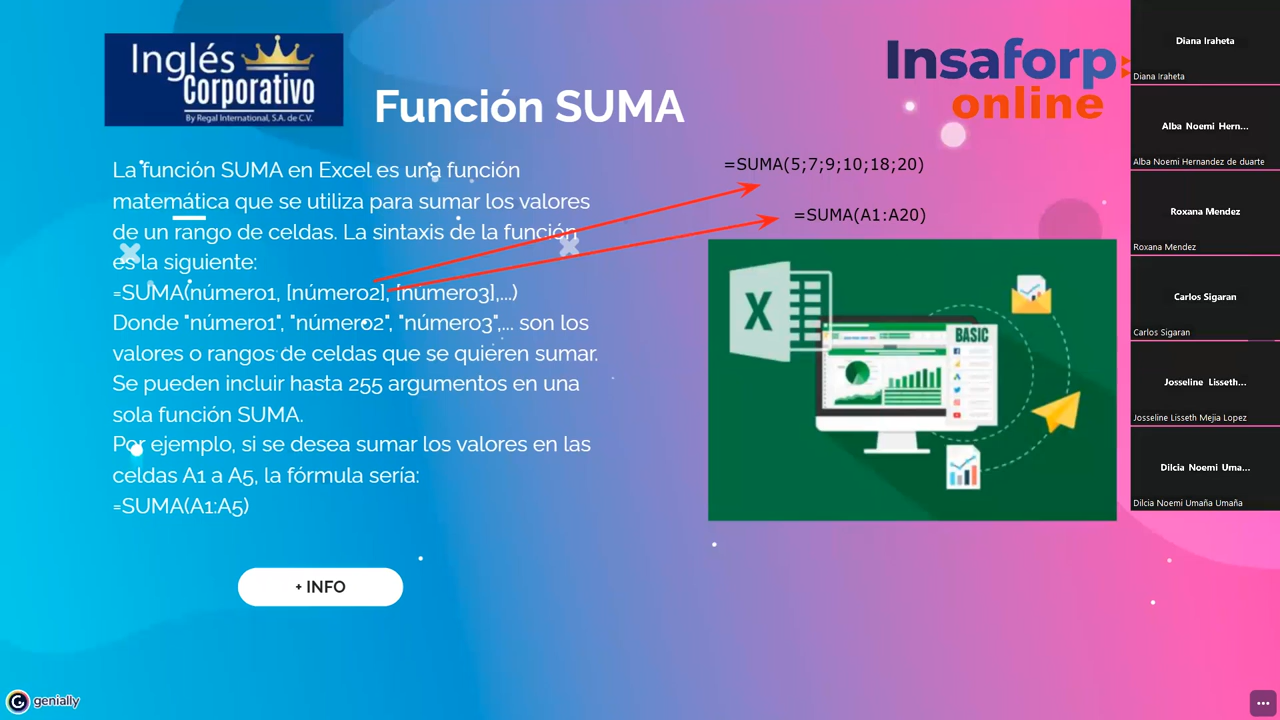 Inglés
Corporativo
By Regal International, S.A. de C.V.
Función SUMA
Insaforp
online
La función SUMA en Excel es una función
matemática que se utiliza para sumar los valores
de un rango de celdas. La sintaxis de la función
es la siguiente:
=SUMA(número1, [número2], [número3],...)
Donde "número1", "número2", "número3",... son los
valores o rangos de celdas que se quieren sumar.
Se pueden incluir hasta 255 argumentos en una
sola función SUMA.
Por ejemplo, si se desea sumar los valores en las
celdas A1 a A5, la fórmula sería:
=SUMA(A1:A5)
+ INFO
=SUMA(5;7;9;10;18;20)
=SUMA(A1:A20)
X
BASIC
genially
Diana Iraheta
Diana Iraheta
Alba Noemi Hern...
Alba Noemi Hernandez de duarte
Roxana Mendez
Roxana Mendez
Carlos Sigaran
Carlos Sigaran
Josseline Lisseth...
Josseline Lisseth Mejia Lopez
Dilcia Noemi Uma...
Dilcia Noemi Umaña Umaña